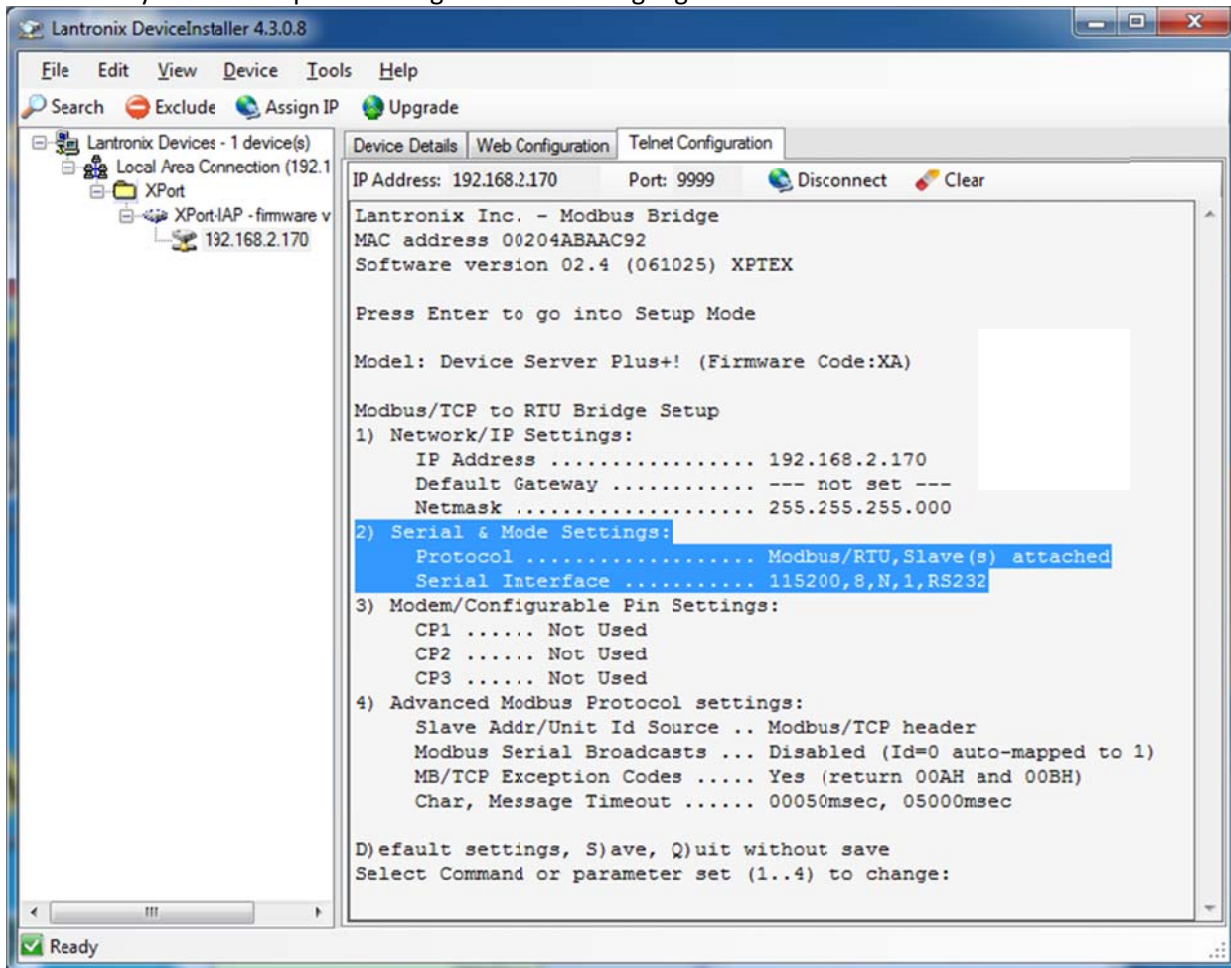 Lantronix DeviceInstaller 4.3.0.8
File Edit View Device Tools Help
Search Exclude Assign IP Upgrade
Lantronix Devices - 1 device(s)
Local Area Connection (192.1
XPort
XPort-IAP - firmware v
192.168.2.170
Device Details Web Configuration Telnet Configuration
IP Address: 192.168.2.170 Port: 9999 Disconnect Clear
Lantronix Inc. - Modbus Bridge
MAC address 00204ABAAC92
Software version 02.4 (061025) XPTEX
Press Enter to go into Setup Mode
Model: Device Server Plus+! (Firmware Code:XA)
Modbus/TCP to RTU Bridge Setup
1) Network/IP Settings:
IP Address ................. 192.168.2.170
Default Gateway ............ --- not set ---
Netmask .................... 255.255.255.000
2) Serial & Mode Settings:
Protocol ................... Modbus/RTU,Slave(s) attached
Serial Interface ........... 115200,8,N,1,RS232
3) Modem/Configurable Pin Settings:
CP1 ...... Not Used
CP2 ...... Not Used
CP3 ...... Not Used
4) Advanced Modbus Protocol settings:
Slave Addr/Unit Id Source .. Modbus/TCP header
Modbus Serial Broadcasts ... Disabled (Id=0 auto-mapped to 1)
MB/TCP Exception Codes ..... Yes (return 00AH and 00BH)
Char, Message Timeout ...... 00050msec, 05000msec
D)efault settings, S)ave, Q)uit without save
Select Command or parameter set (1..4) to change:
Ready